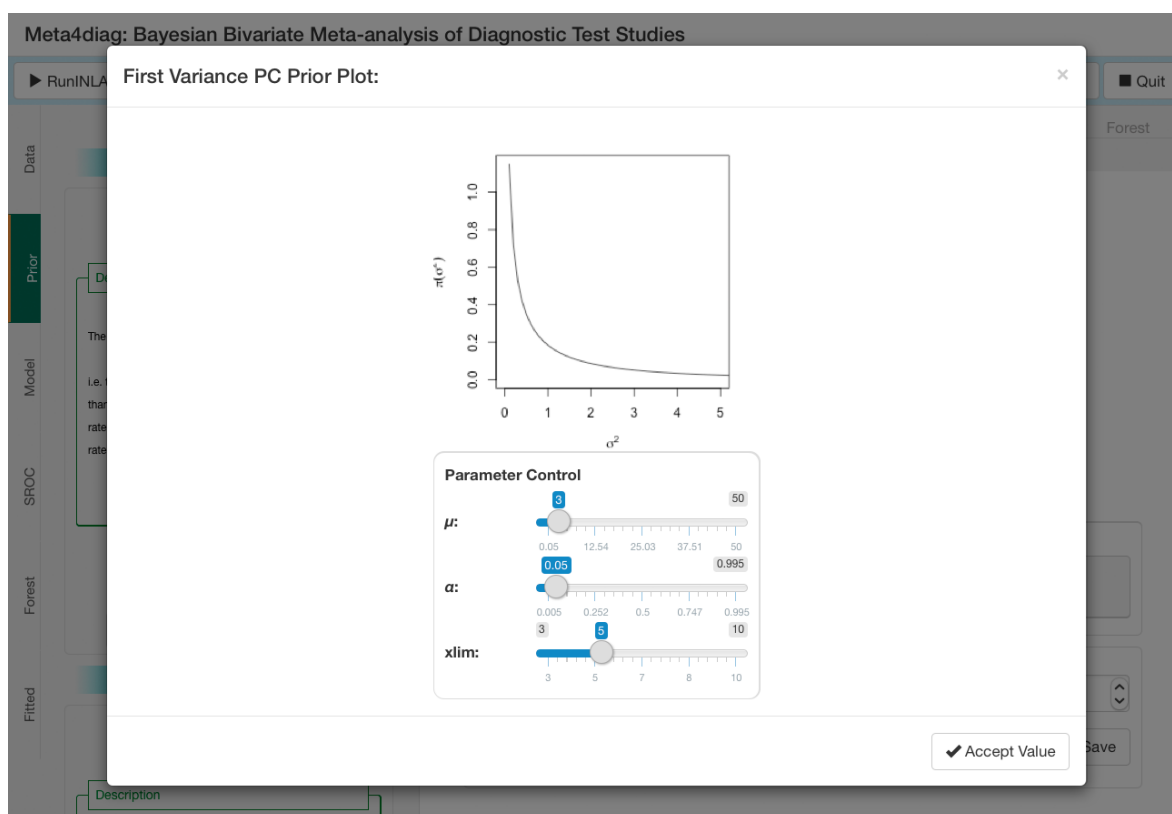 Meta4diag: Bayesian Bivariate Meta-analysis of Diagnostic Test Studies
RunINLA
Quit
First Variance PC Prior Plot:
×
Forest
Data
Prior
Model
SROC
Forest
Fitted
The
i.e.
than
rate
rate
0.0 0.2 0.4 0.6 0.8 1.0
0 1 2 3 4 5
σ²
Parameter Control
3 50
μ:
0.05 12.54 25.03 37.51 50
0.05 0.995
α:
0.005 0.252 0.5 0.747 0.995
3 5 10
xlim:
3 5 7 8 10
Accept Value
Save
Description